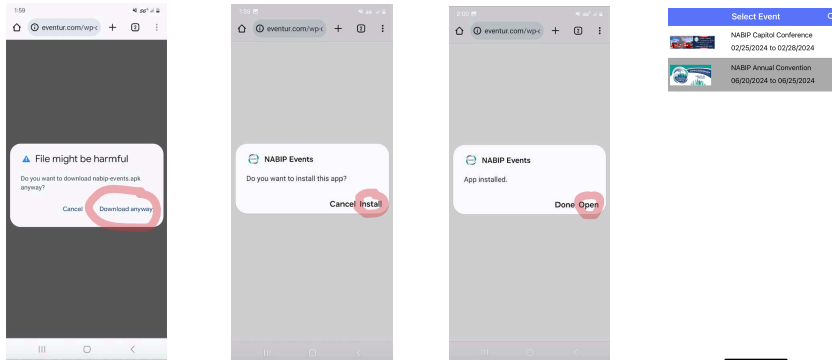 1:59
eventur.com/wp-c
2
File might be harmful
Do you want to download nabip-events.apk
anyway?
Cancel Download anyway
1:59
eventur.com/wp-c
2
NABIP Events
Do you want to install this app?
Cancel Install
2:00
eventur.com/wp-c
2
NABIP Events
App installed.
Done Open
Select Event
NABIP Capitol Conference
02/25/2024 to 02/28/2024
NABIP Annual Convention
06/20/2024 to 06/25/2024